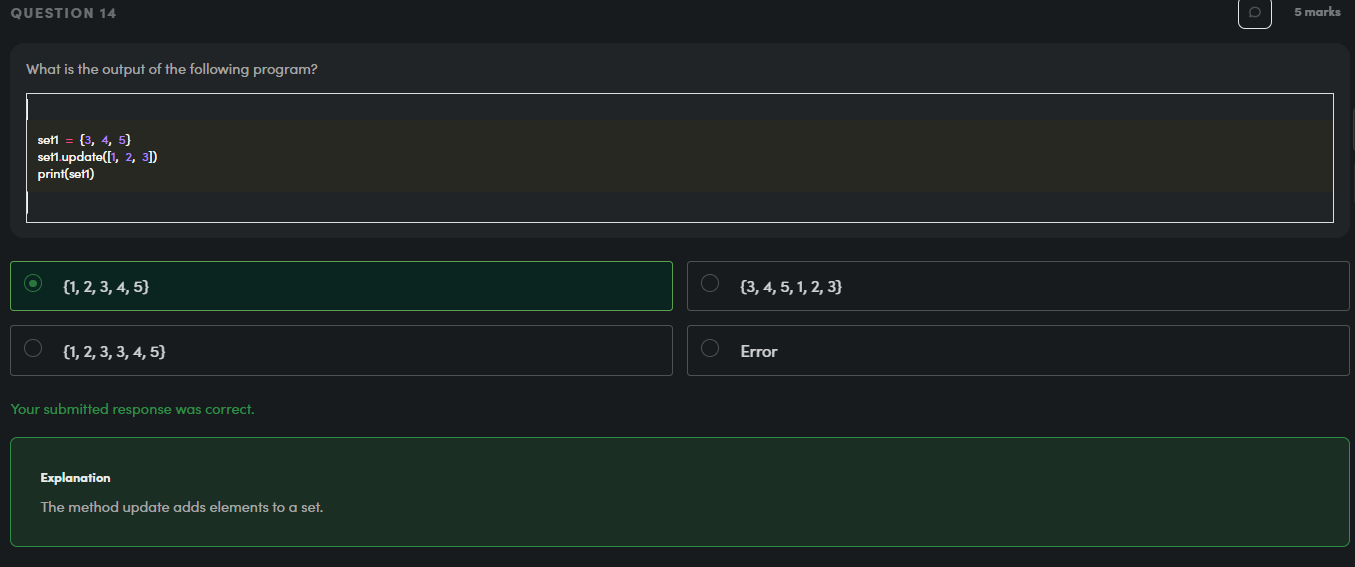 QUESTION 14
5 marks
What is the output of the following program?
set1 = {3, 4, 5}
set1.update([1, 2, 3])
print(set1)
{1, 2, 3, 4, 5}
{3, 4, 5, 1, 2, 3}
{1, 2, 3, 3, 4, 5}
Error
Your submitted response was correct.
Explanation
The method update adds elements to a set.